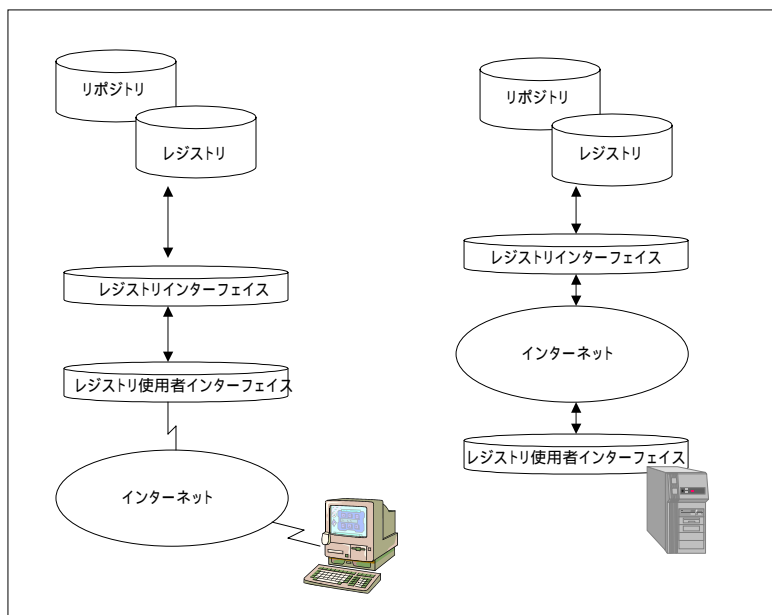 リポジトリ
レジストリ
レジストリインターフェイス
レジストリ使用者インターフェイス
インターネット
リポジトリ
レジストリ
レジストリインターフェイス
インターネット
レジストリ使用者インターフェイス